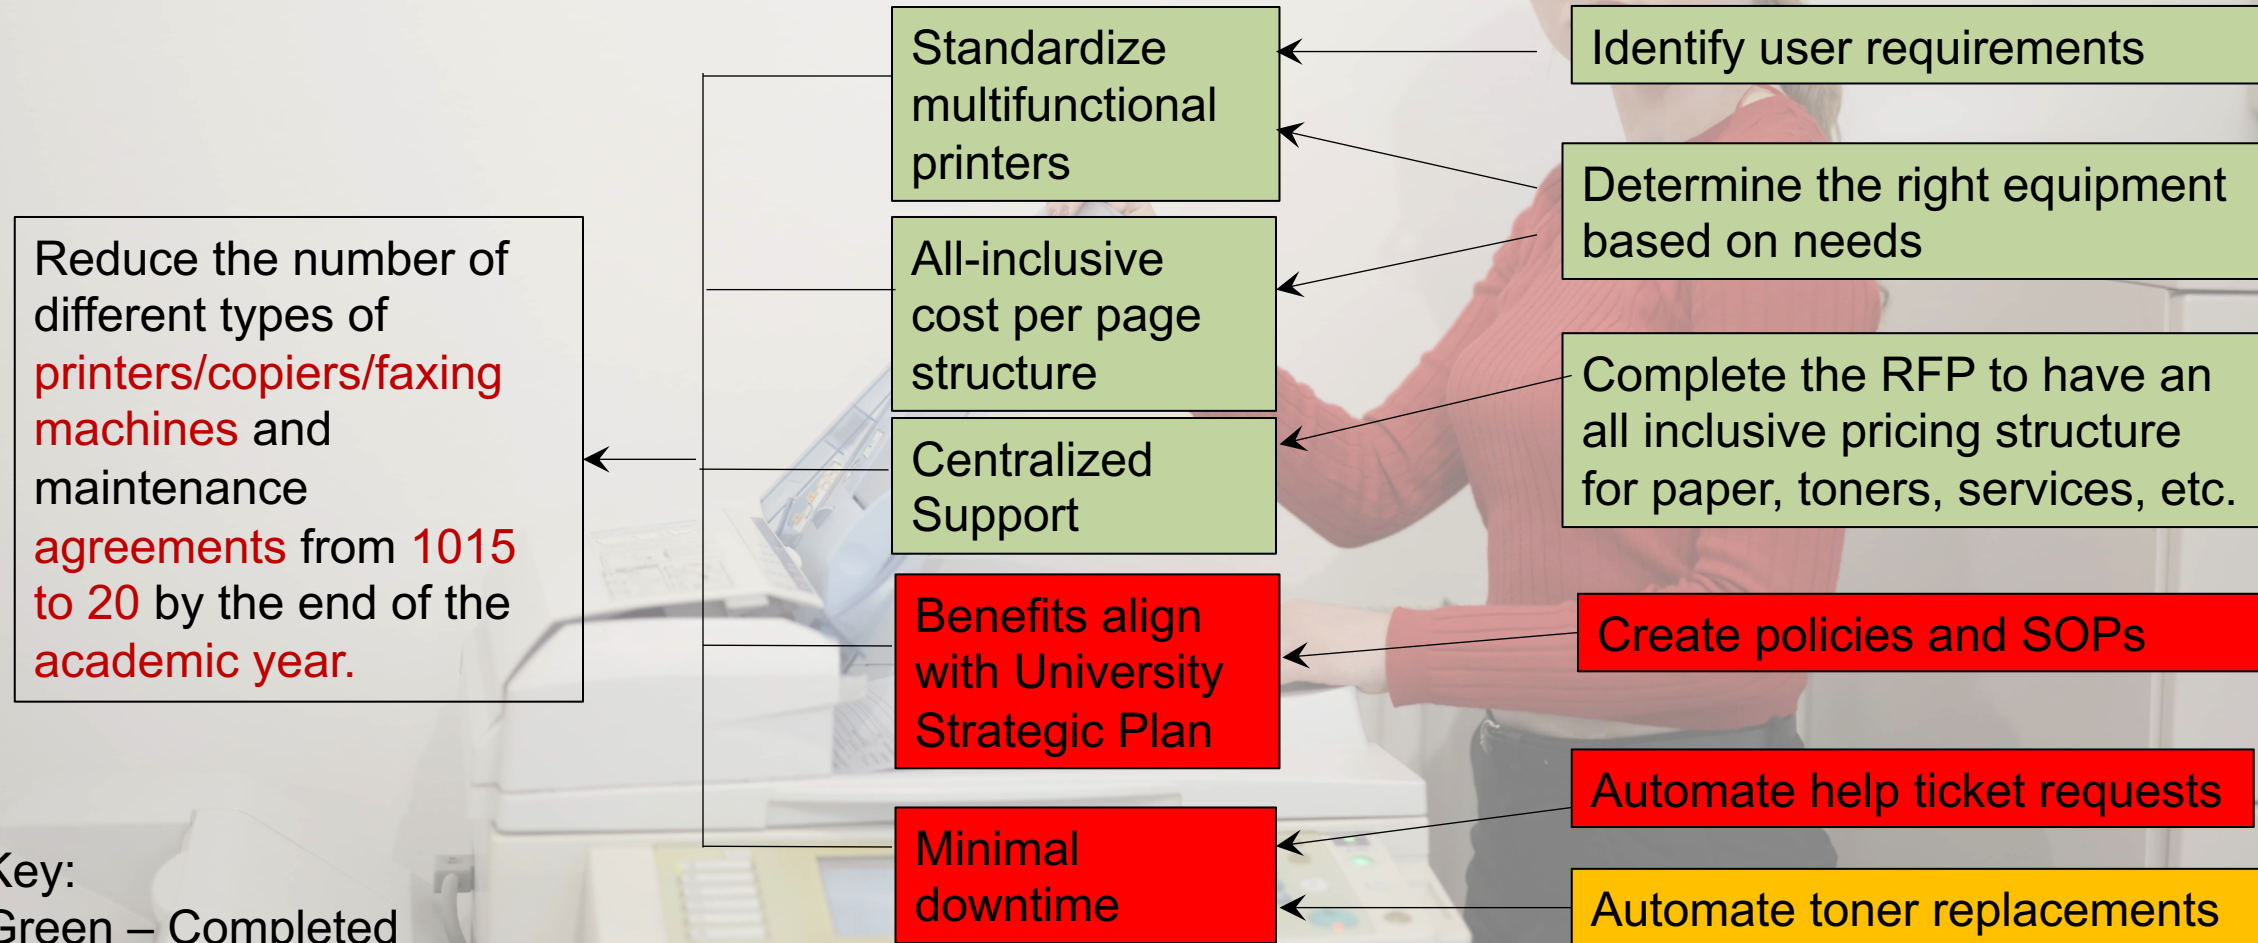 Reduce the number of
different types of
printers/copiers/faxing
machines and
maintenance
agreements from 1015
to 20 by the end of the
academic year.
Standardize
multifunctional
printers
All-inclusive
cost per page
structure
Centralized
Support
Benefits align
with University
Strategic Plan
Minimal
downtime
Identify user requirements
Determine the right equipment
based on needs
Complete the RFP to have an
all inclusive pricing structure
for paper, toners, services, etc.
Create policies and SOPs
Automate help ticket requests
Automate toner replacements
Key:
Green – Completed